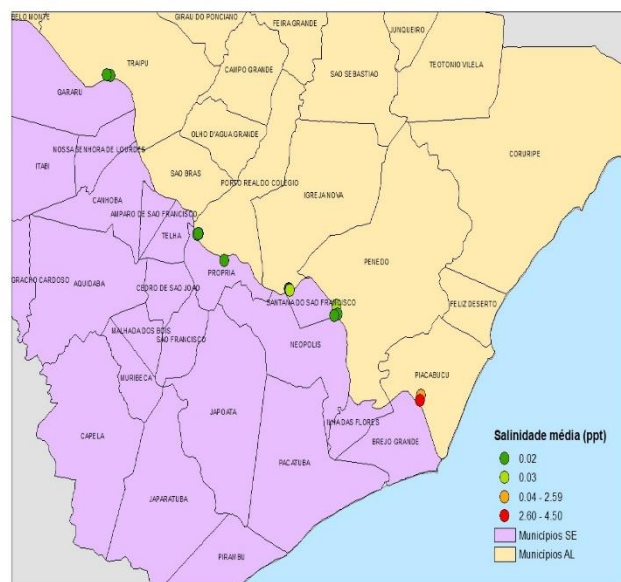 BELO MONTE
GIRAU DO PONCIANO
FEIRA GRANDE
JUNQUEIRO
TRAIPU
TEOTONIO VILELA
CAMPO GRANDE
SAO SEBASTIAO
GARARU
OLHO D'AGUA GRANDE
CORURIPE
NOSSA SENHORA DE LOURDES
ITABI
SAO BRAS
PORTO REAL DO COLEGIO
IGREJA NOVA
CANHOBA
AMPARO DE SAO FRANCISCO
TELHA
PENEDO
PROPRIA
GRACHO CARDOSO
AQUIDABA
CEDRO DE SAO JOAO
SANTANA DO SAO FRANCISCO
FELIZ DESERTO
MALHADA DOS BOIS
SAO FRANCISCO
NEOPOLIS
MURIBECA
PIACABUCU
JAPOATA
ILHA DAS FLORES
CAPELA
BREJO GRANDE
PACATUBA
JAPARATUBA
PIRAMBU
Salinidade média (ppt)
0.02
0.03
0.04 - 2.59
2.60 - 4.50
Municípios SE
Municípios AL